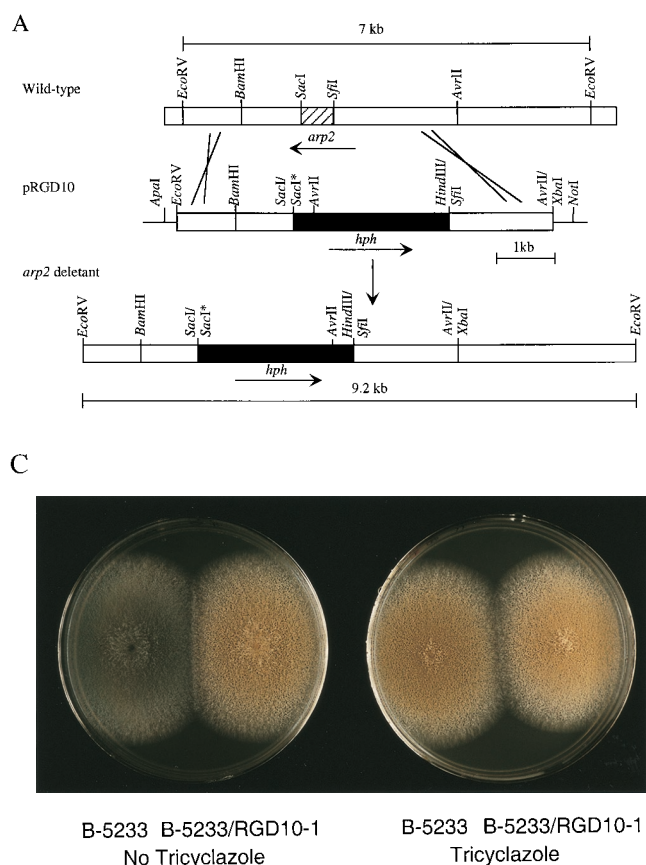 A
7 kb
Wild-type
EcoRV
BamHI
SacI
SfiI
AvrII
EcoRV
arp2
pRGD10
ApaI
EcoRV
BamHI
SacI/
SacI*
AvrII
HindIII/
SfiI
AvrII/
XbaI
NotI
hph
1kb
arp2 deletant
EcoRV
BamHI
SacI/
SacI*
AvrII
HindIII/
SfiI
AvrII/
XbaI
EcoRV
hph
9.2 kb
C
B-5233 B-5233/RGD10-1 B-5233 B-5233/RGD10-1
No Tricyclazole Tricyclazole